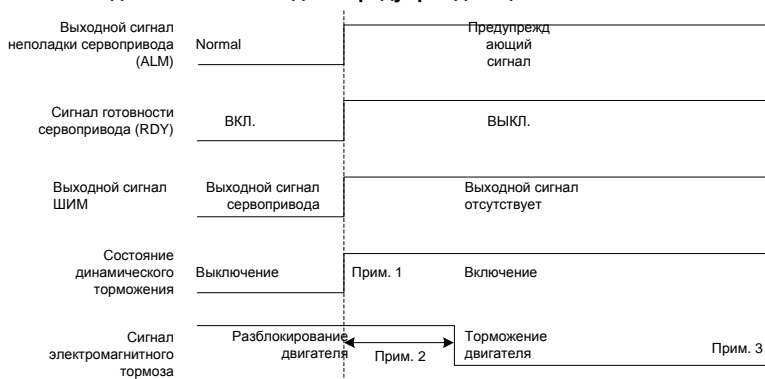 Выходной сигнал
неполадки сервопривода
(ALM)
Normal
Предупрежд
ающий
сигнал
Сигнал готовности
сервопривода (RDY)
ВКЛ.
ВЫКЛ.
Выходной сигнал
ШИМ
Выходной сигнал
сервопривода
Выходной сигнал
отсутствует
Состояние
динамического
торможения
Выключение
Прим. 1
Включение
Сигнал
электромагнитного
тормоза
Разблокирование
двигателя
Прим. 2
Торможение
двигателя
Прим. 3